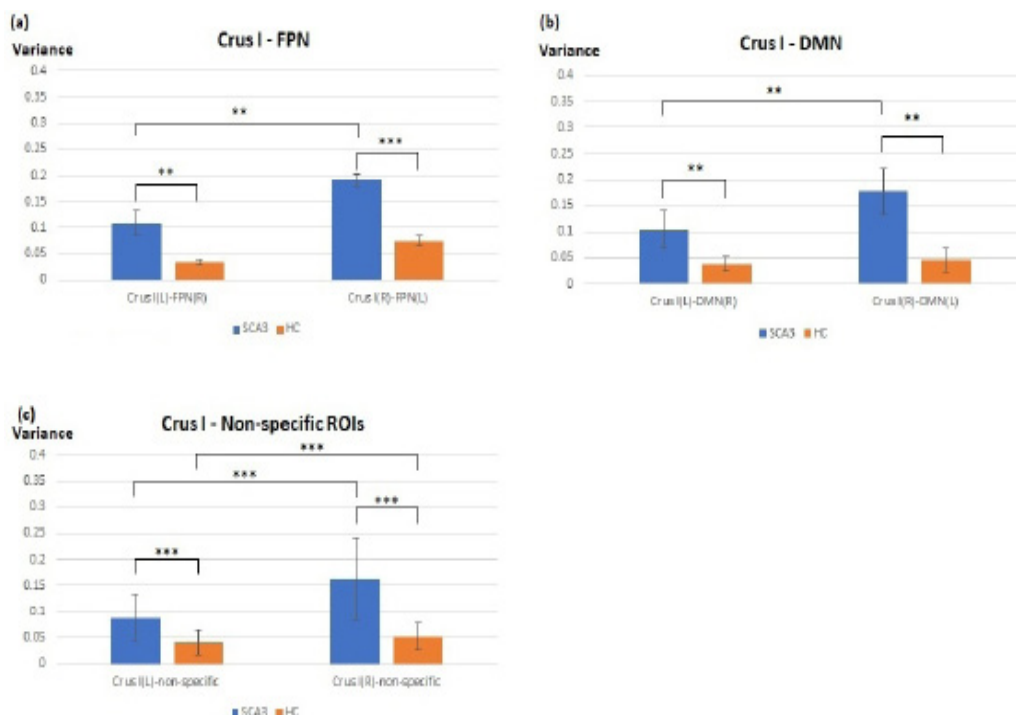 (a)
Crus I - FPN
Variance
0.4
0.35
0.3
0.25
0.2
0.15
0.1
0.05
0
**
**
***
Crus I(L)-FPN(R)
Crus I(R)-FPN(L)
SCA3 HC
(b)
Crus I - DMN
Variance
0.4
0.35
0.3
0.25
0.2
0.15
0.1
0.05
0
**
**
**
Crus I(L)-DMN(R)
Crus I(R)-DMN(L)
SCA3 HC
(c)
Crus I - Non-specific ROIs
Variance
0.4
0.35
0.3
0.25
0.2
0.15
0.1
0.05
0
***
***
***
***
Crus I(L)-non-specific
Crus I(R)-non-specific
SCA3 HC